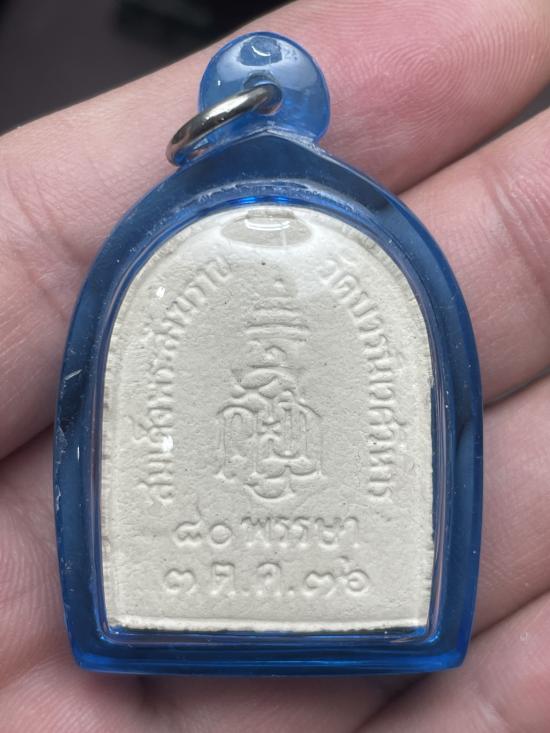 สมเด็จพระสังฆราช
วัดบวรนิเวศวิหาร
๘๐ พรรษา
๓ ต.ค.๓๖